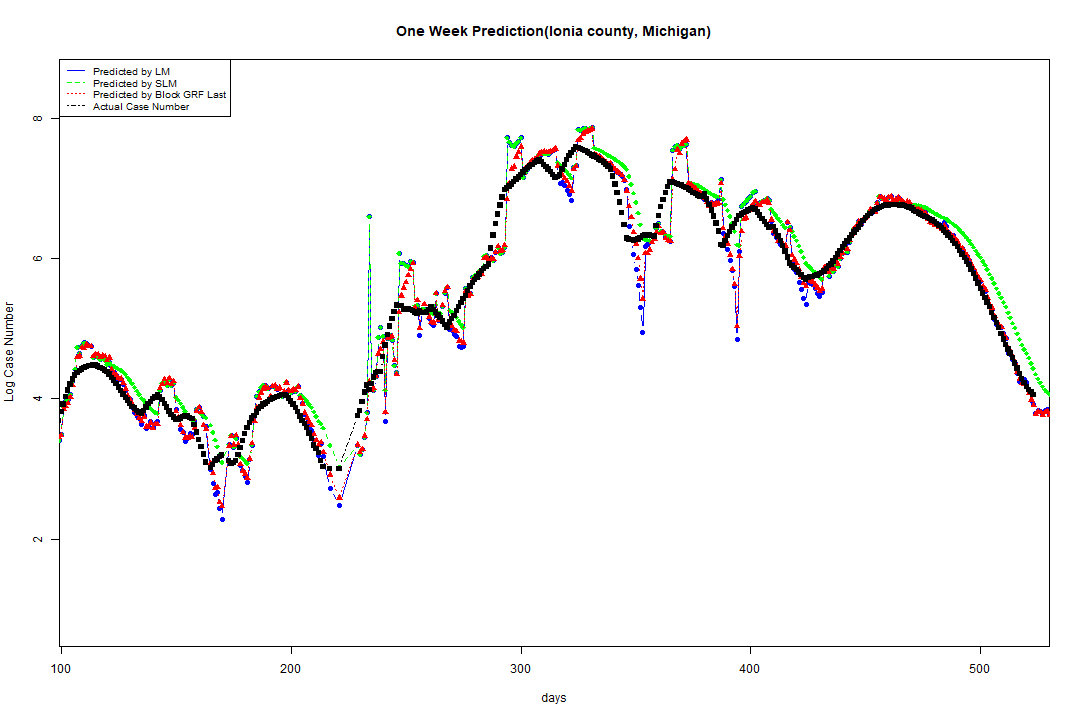 One Week Prediction(Ionia county, Michigan)
Predicted by LM
Predicted by SLM
Predicted by Block GRF Last
Actual Case Number
8
6
4
2
Log Case Number
100 200 300 400 500
days